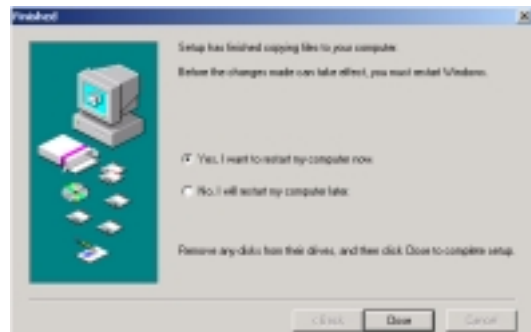 Finished
Setup has finished copying files to your computer.
Before the changes made can take effect, you must restart Windows.
Yes, I want to restart my computer now.
No, I will restart my computer later.
Remove any disks from their drives, and then click Close to complete setup.
< Back
Close
Cancel